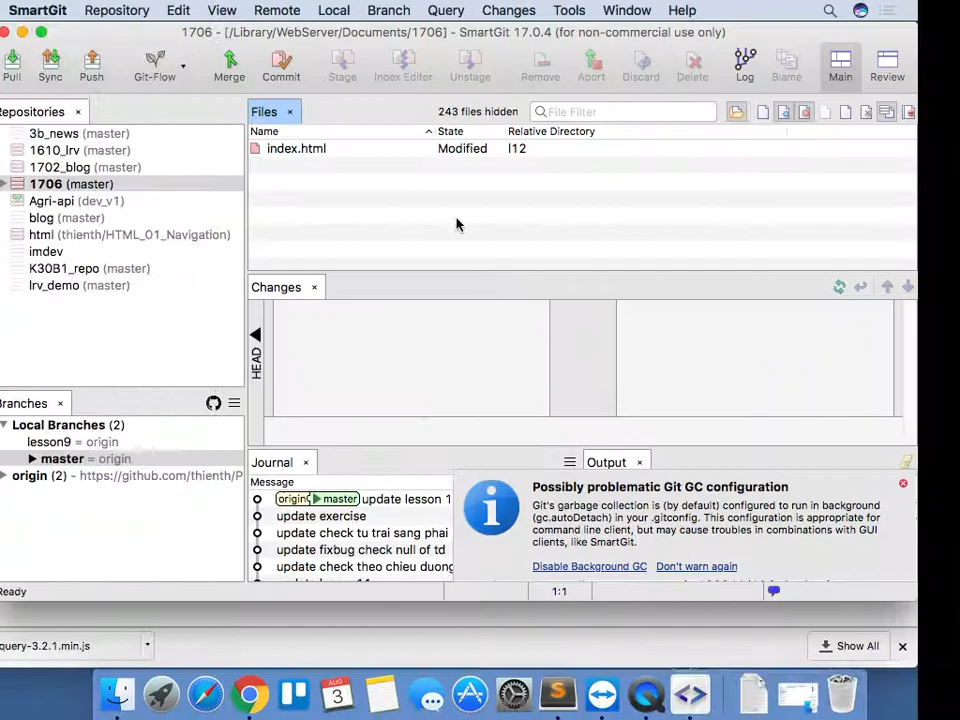 SmartGit Repository Edit View Remote Local Branch Query Changes Tools Window Help
1706 - [/Library/WebServer/Documents/1706] - SmartGit 17.0.4 (for non-commercial use only)
Pull Sync Push Git-Flow Merge Commit Stage Index Editor Unstage Remove Abort Discard Delete Log Blame Main Review
Repositories
Files
243 files hidden
File Filter
Name State Relative Directory
index.html Modified l12
3b_news (master)
1610_lrv (master)
1702_blog (master)
1706 (master)
Agri-api (dev_v1)
blog (master)
html (thienth/HTML_01_Navigation)
imdev
K30B1_repo (master)
lrv_demo (master)
Changes
HEAD
Branches
Local Branches (2)
lesson9 = origin
master = origin
origin (2) - https://github.com/thienth/P
Journal
Output
Message
origin master update lesson 1
update exercise
update check tu trai sang phai
update fixbug check null of td
update check theo chieu duong
Possibly problematic Git GC configuration
Git's garbage collection is (by default) configured to run in background
(gc.autoDetach) in your .gitconfig. This configuration is appropriate for
command line client, but may cause troubles in combinations with GUI
clients, like SmartGit.
Disable Background GC Don't warn again
Ready
1:1
query-3.2.1.min.js
Show All
AUG
3